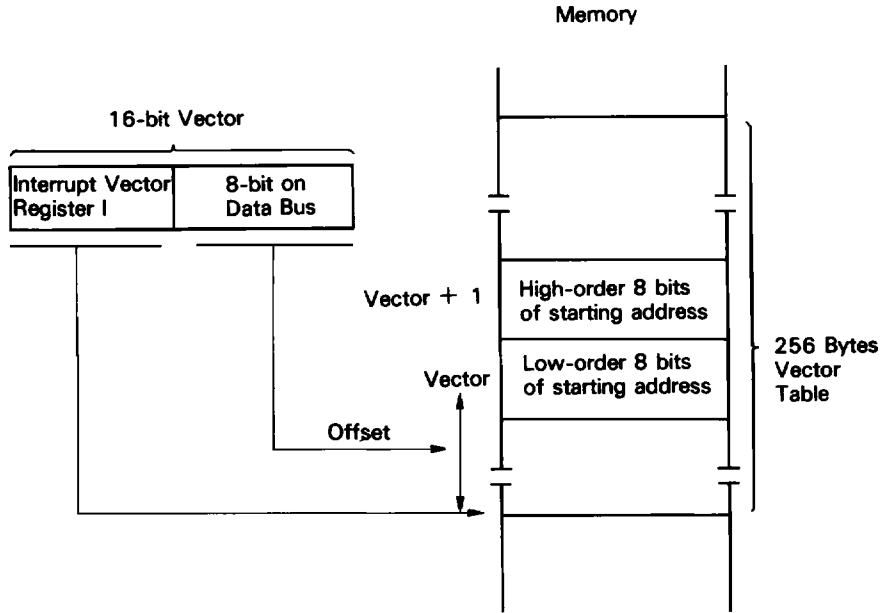 Memory
16-bit Vector
Interrupt Vector
Register I
8-bit on
Data Bus
Vector + 1
High-order 8 bits
of starting address
Vector
Low-order 8 bits
of starting address
256 Bytes
Vector
Table
Offset